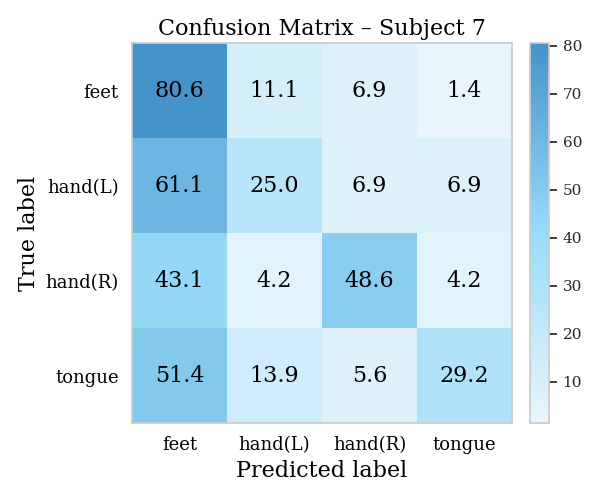 Confusion Matrix – Subject 7
True label
feet 80.6 11.1 6.9 1.4
hand(L) 61.1 25.0 6.9 6.9
hand(R) 43.1 4.2 48.6 4.2
tongue 51.4 13.9 5.6 29.2
feet hand(L) hand(R) tongue
Predicted label
80
70
60
50
40
30
20
10